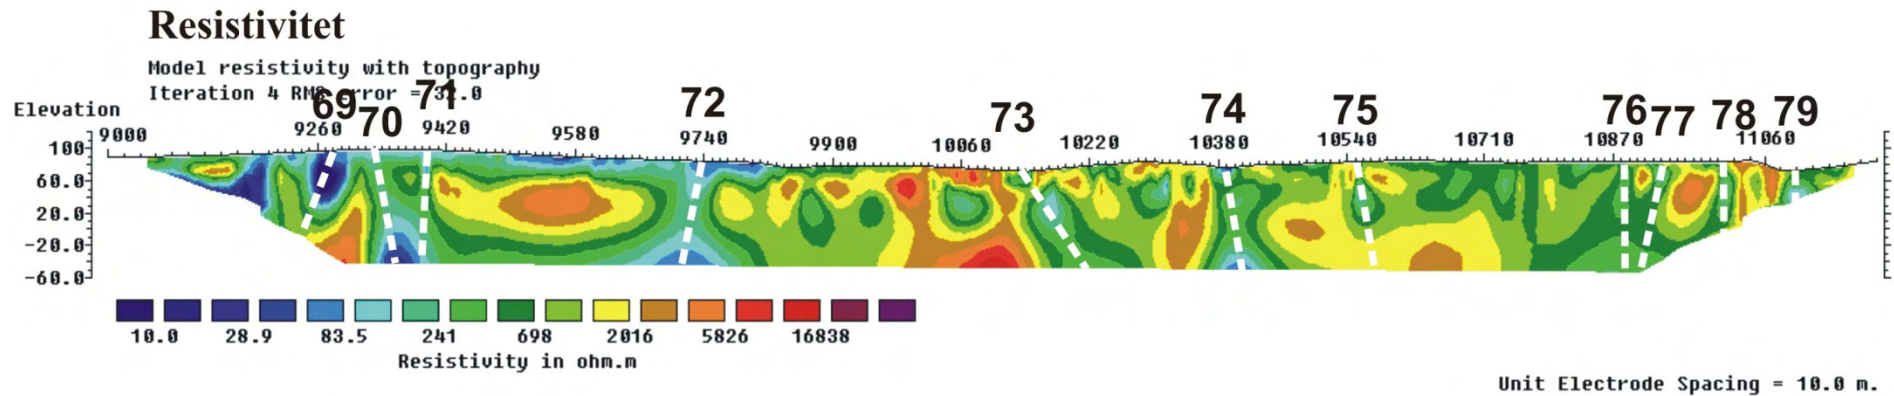 Resistivitet
Model resistivity with topography
Iteration 4 RMS error = 32.0
69 70 71 72 73 74 75 76 77 78 79
Elevation
9000 9260 9420 9580 9740 9900 10060 10220 10380 10540 10710 10870 11060
100
60.0
20.0
-20.0
-60.0
10.0 28.9 83.5 241 698 2016 5826 16838
Resistivity in ohm.m
Unit Electrode Spacing = 10.0 m.